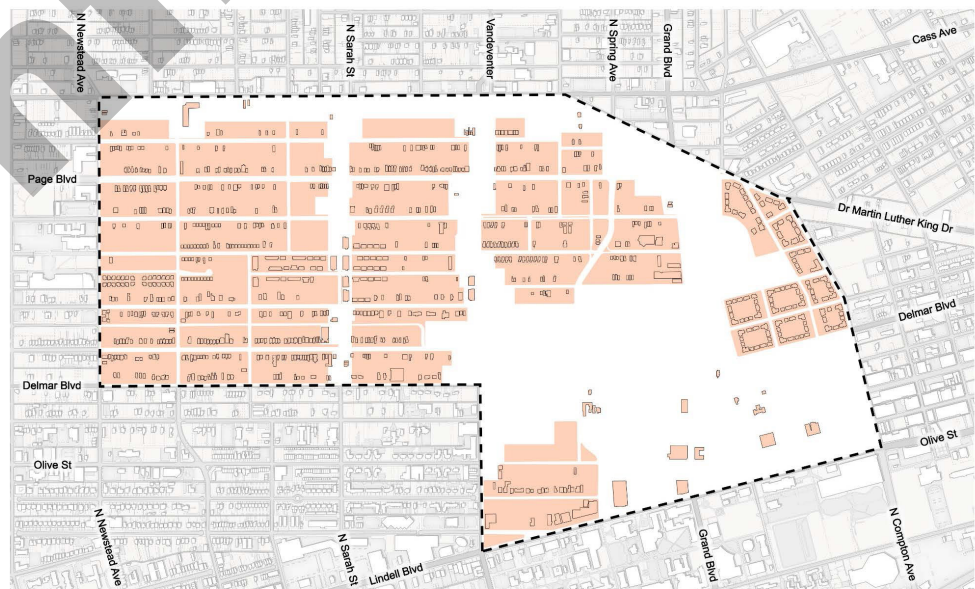 N Newstead Ave
N Sarah St
Vandeventer
N Spring Ave
Grand Blvd
Cass Ave
Page Blvd
Dr Martin Luther King Dr
Delmar Blvd
Delmar Blvd
Olive St
Olive St
N Newstead Ave
N Sarah St
Lindell Blvd
Grand Blvd
N Compton Ave